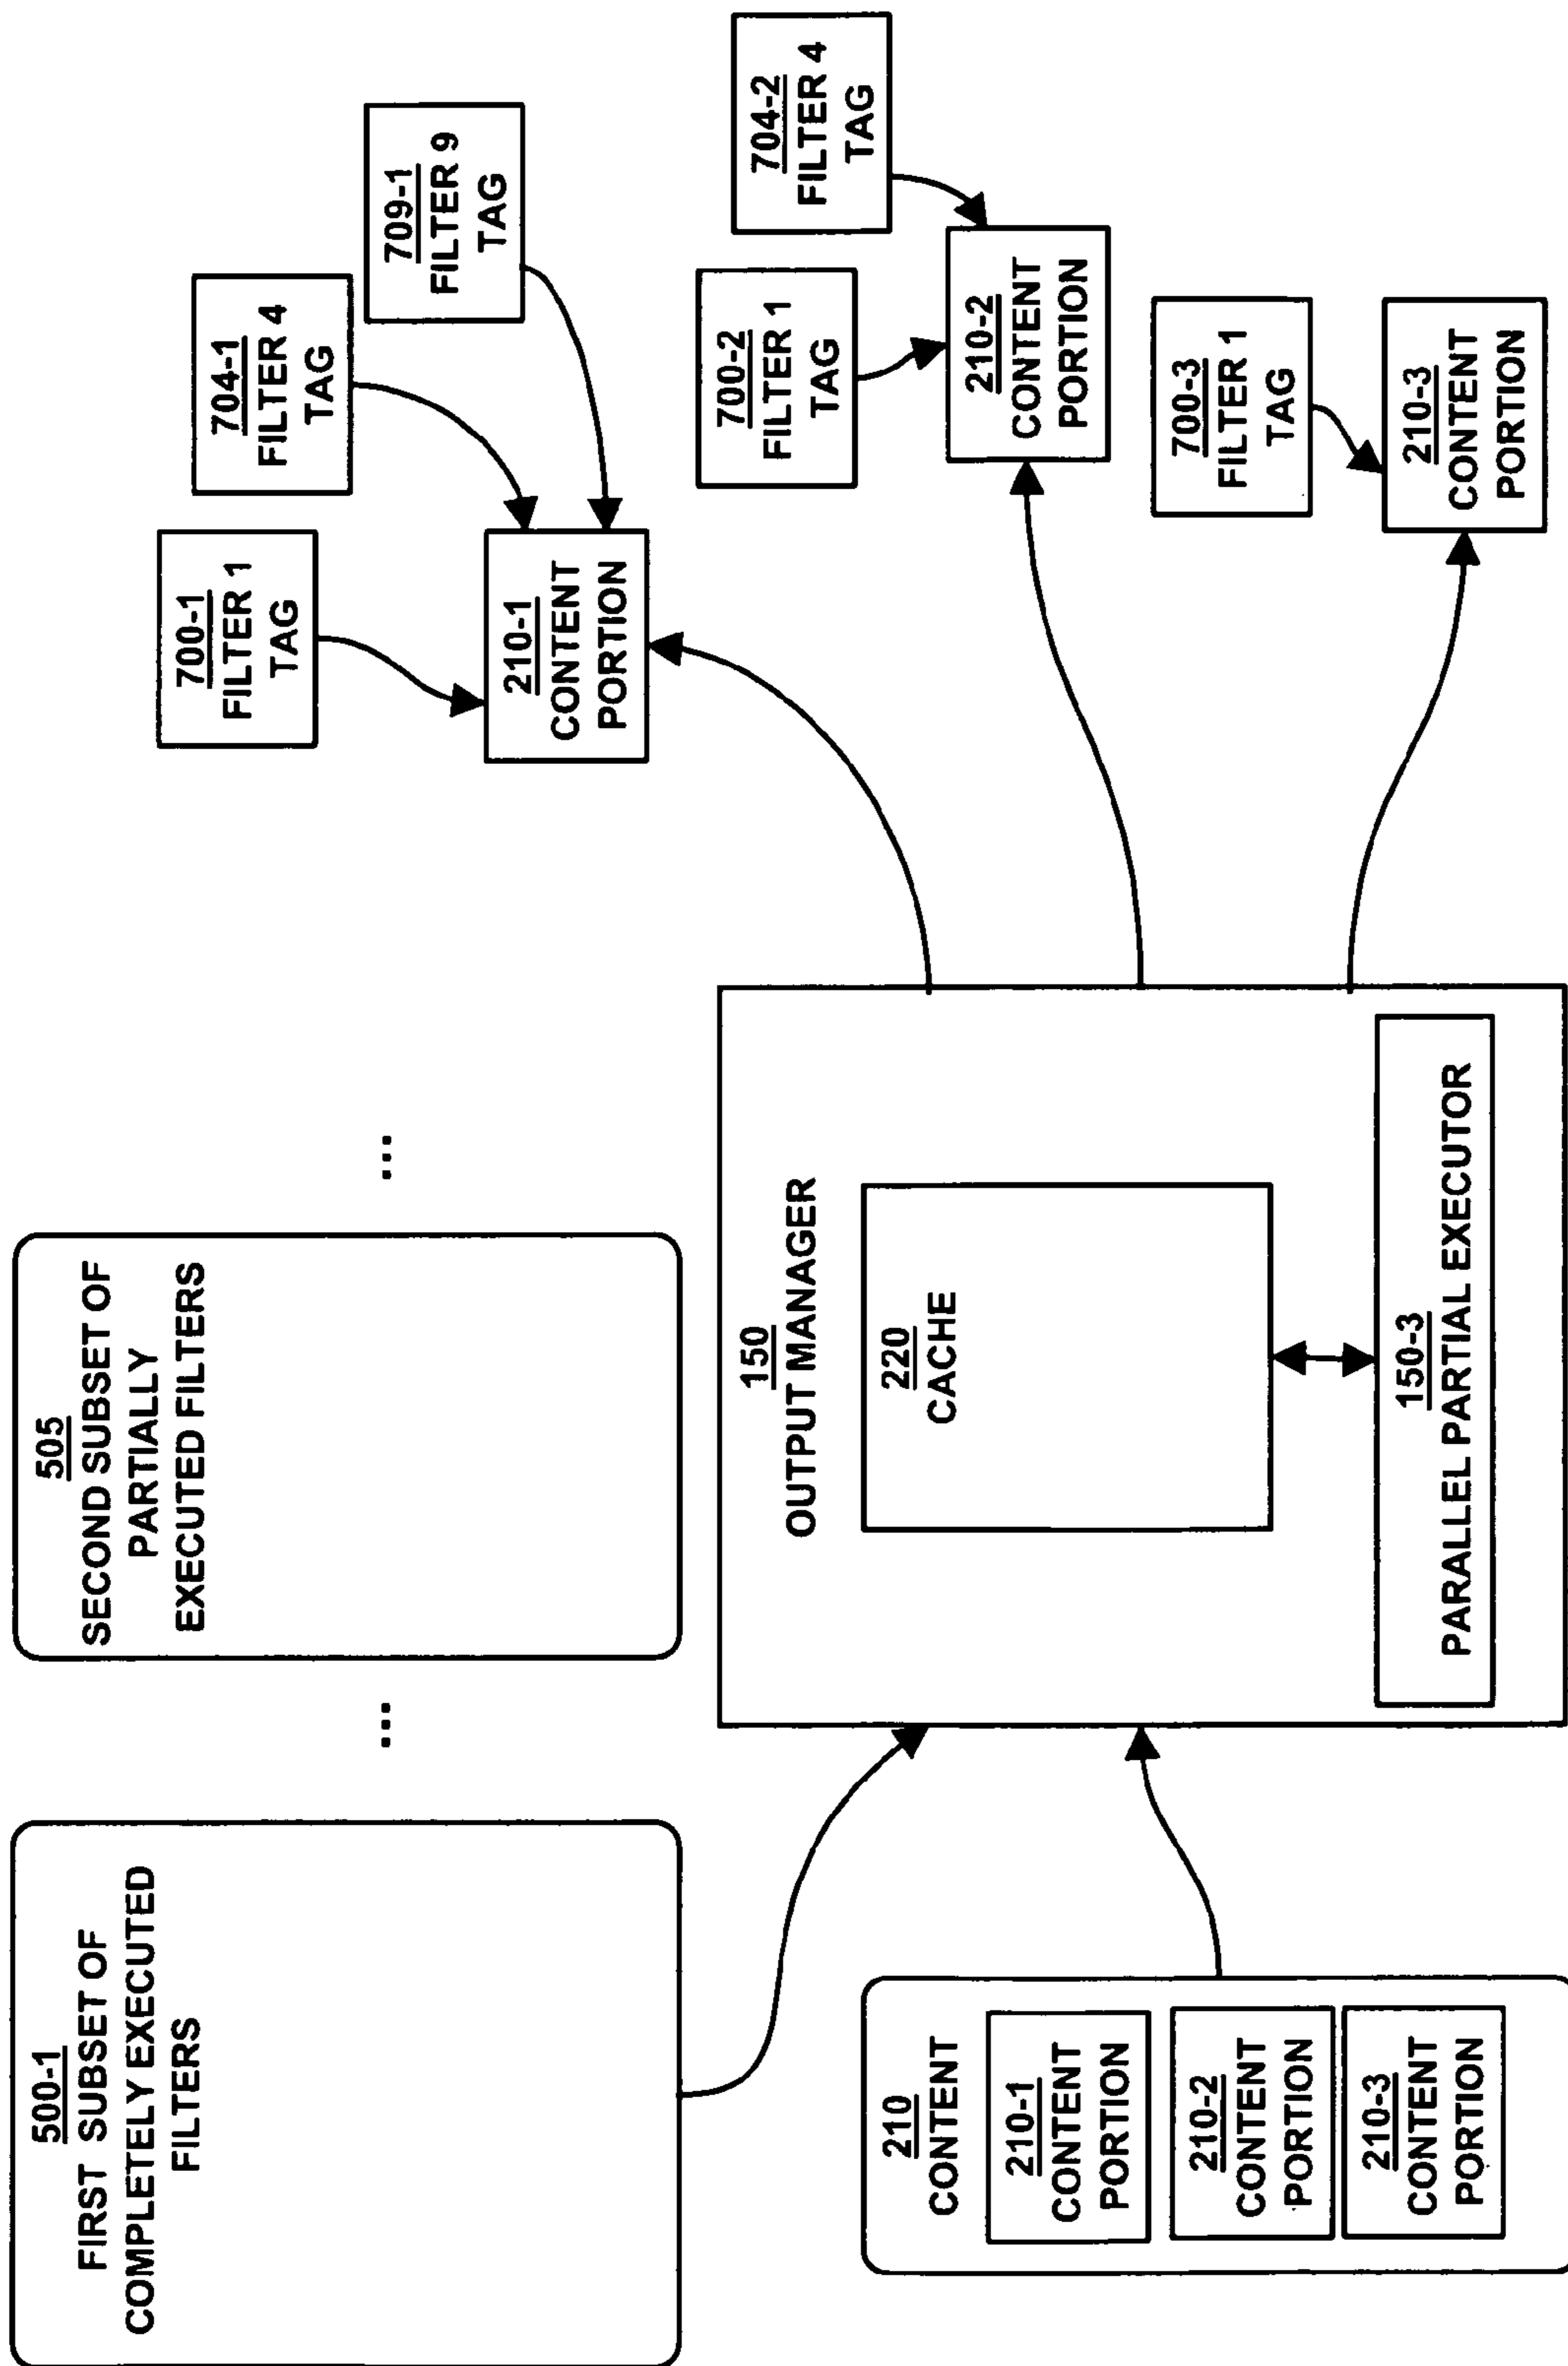 500-1
FIRST SUBSET OF
COMPLETELY EXECUTED
FILTERS
...
505
SECOND SUBSET OF
PARTIALLY
EXECUTED FILTERS
...
210
CONTENT
210-1
CONTENT
PORTION
210-2
CONTENT
PORTION
210-3
CONTENT
PORTION
150
OUTPUT MANAGER
220
CACHE
150-3
PARALLEL PARTIAL EXECUTOR
700-1
FILTER 1
TAG
704-1
FILTER 4
TAG
709-1
FILTER 9
TAG
210-1
CONTENT
PORTION
700-2
FILTER 1
TAG
704-2
FILTER 4
TAG
210-2
CONTENT
PORTION
700-3
FILTER 1
TAG
210-3
CONTENT
PORTION